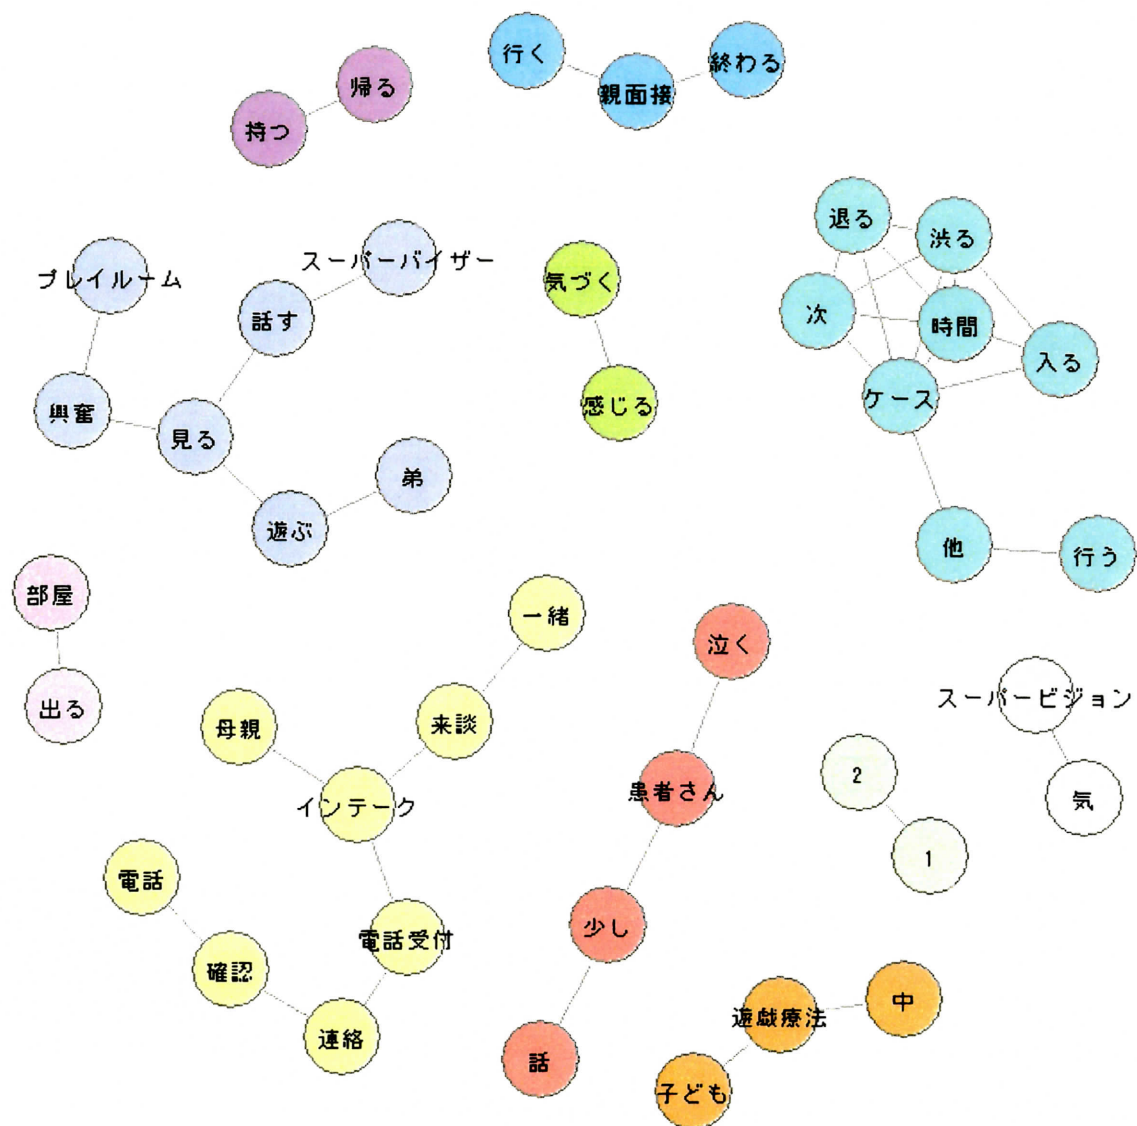 行く
親面接
終わる
帰る
持つ
退る
渋る
次
時間
入る
ケース
他
行う
プレイルーム
スーパーバイザー
話す
興奮
見る
弟
遊ぶ
気づく
感じる
部屋
出る
一緒
母親
来談
インテーク
電話
電話受付
確認
連絡
泣く
患者さん
少し
話
スーパービジョン
気
2
1
遊戯療法
中
子ども